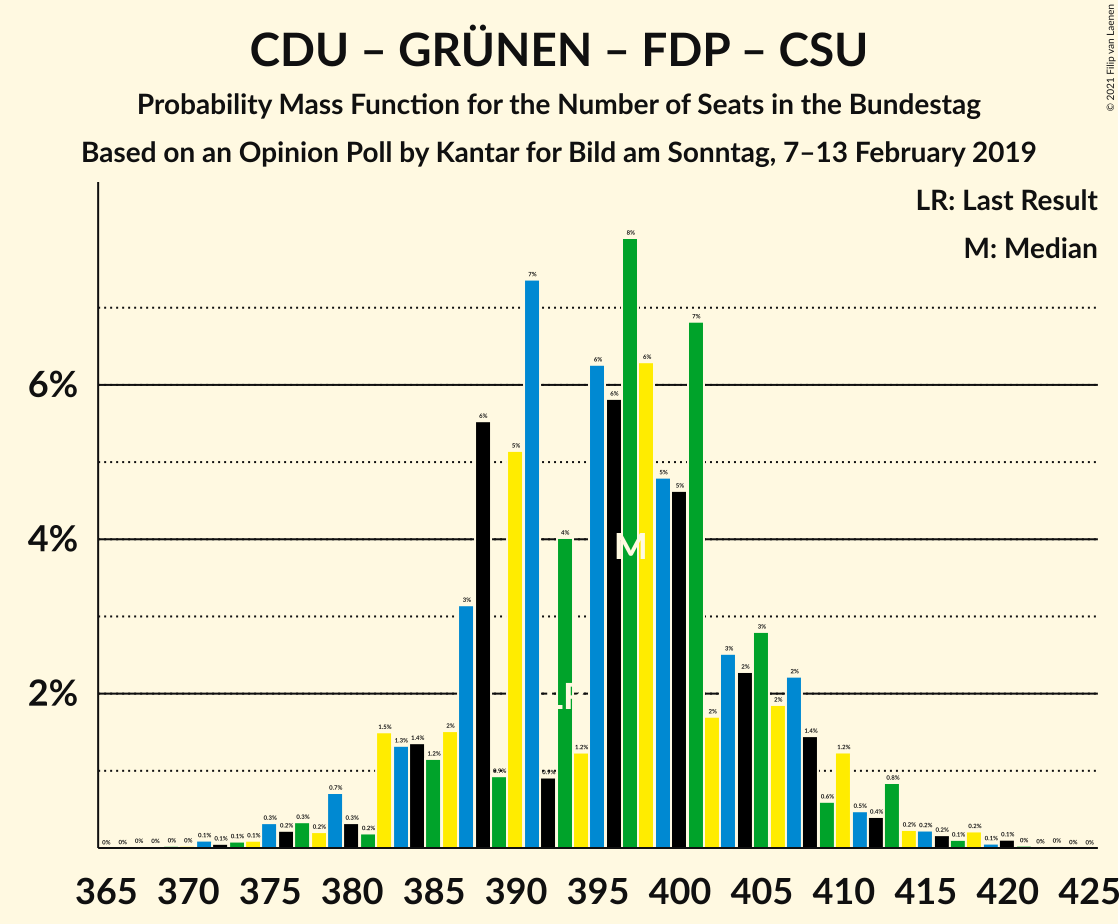 CDU – GRÜNEN – FDP – CSU
Probability Mass Function for the Number of Seats in the Bundestag
Based on an Opinion Poll by Kantar for Bild am Sonntag, 7–13 February 2019
© 2021 Filip van Laenen
LR: Last Result
M: Median
6%
4%
2%
0% 0% 0% 0% 0% 0% 0.1% 0.1% 0.1% 0.1% 0.3% 0.2% 0.3% 0.2% 0.7% 0.3% 0.2% 1.5% 1.3% 1.4% 1.2% 2% 3% 6% 0.9% 5% 7% 0.9% 4% 1.2% 6% 6% 8% 6% 5% 5% 7% 2% 3% 2% 3% 2% 2% 1.4% 0.6% 1.2% 0.5% 0.4% 0.8% 0.2% 0.2% 0.2% 0.1% 0.2% 0.1% 0.1% 0% 0% 0% 0% 0%
M
LR
365 370 375 380 385 390 395 400 405 410 415 420 425